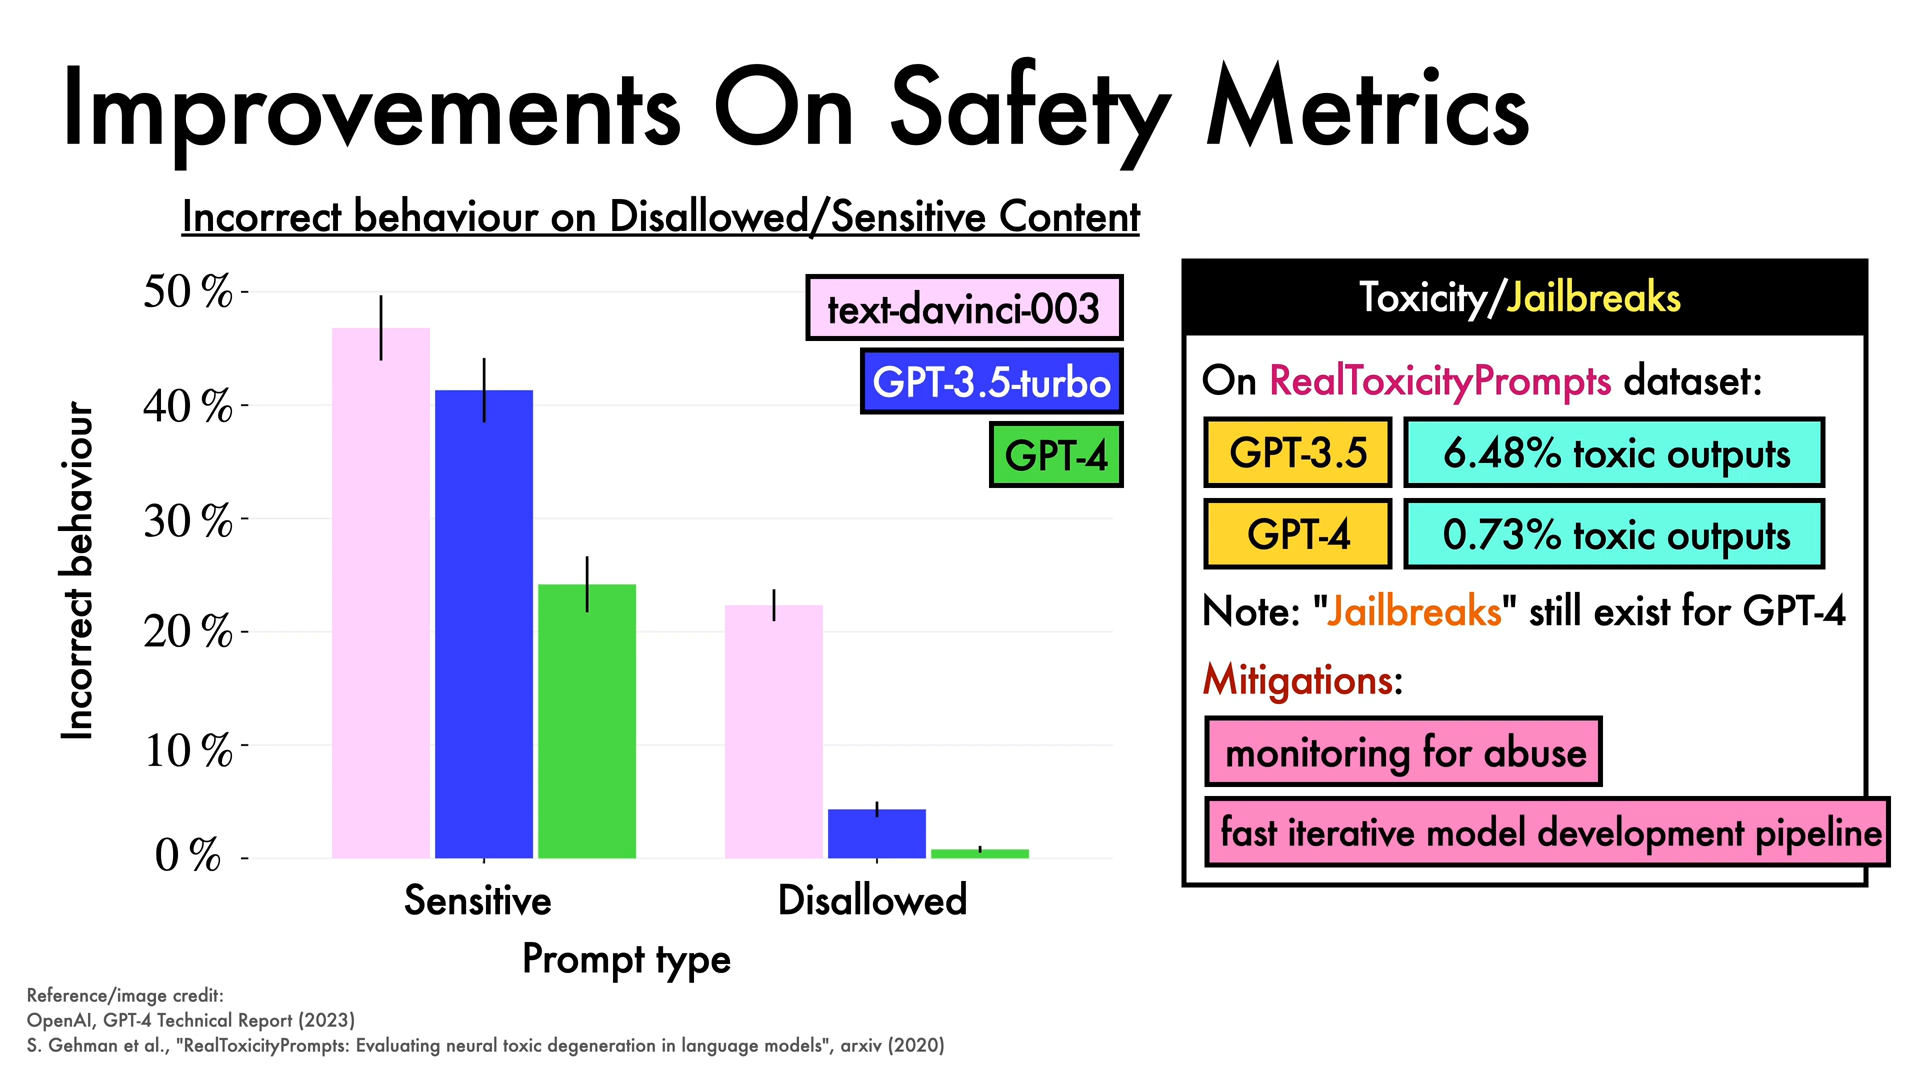 Improvements On Safety Metrics
Incorrect behaviour on Disallowed/Sensitive Content
50 %
40 %
30 %
20 %
10 %
0 %
Incorrect behaviour
text-davinci-003
GPT-3.5-turbo
GPT-4
Sensitive
Disallowed
Prompt type
Toxicity/Jailbreaks
On RealToxicityPrompts dataset:
GPT-3.5
6.48% toxic outputs
GPT-4
0.73% toxic outputs
Note: "Jailbreaks" still exist for GPT-4
Mitigations:
monitoring for abuse
fast iterative model development pipeline
Reference/image credit:
OpenAI, GPT-4 Technical Report (2023)
S. Gehman et al., "RealToxicityPrompts: Evaluating neural toxic degeneration in language models", arxiv (2020)